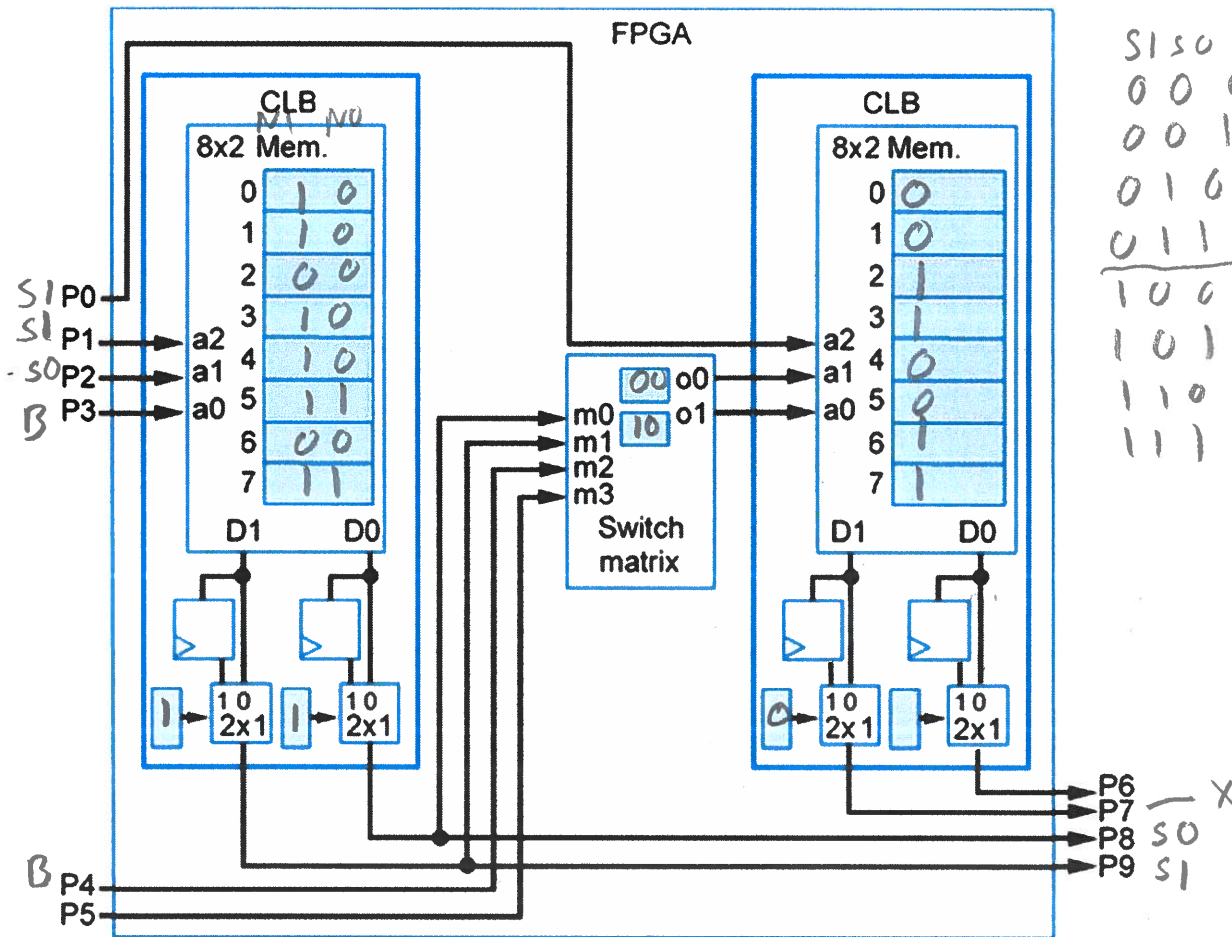 FPGA
S1 S0
0 0 0
CLB
CLB
0 0 1
N1 N0
8x2 Mem.
8x2 Mem.
0 1 0
0 1 0
0 0
0 1 1
1 1 0
1 0
1 0 0
2 0 0
2 1
1 0 1
3 1 0
3 1
1 1 0
4 1 0
4 0
1 1 1
5 1 1
5 0
6 0 0
6 1
7 1 1
7 1
S1 P0
S1 P1
S0 P2
B P3
a2
a1
a0
a2
a1
a0
00 o0
10 o1
m0
m1
m2
m3
Switch
matrix
D1 D0
D1 D0
1 1 0 2x1
1 1 0 2x1
0 1 0 2x1
1 0 2x1
P6
P7 X
P8 S0
P9 S1
B P4
P5